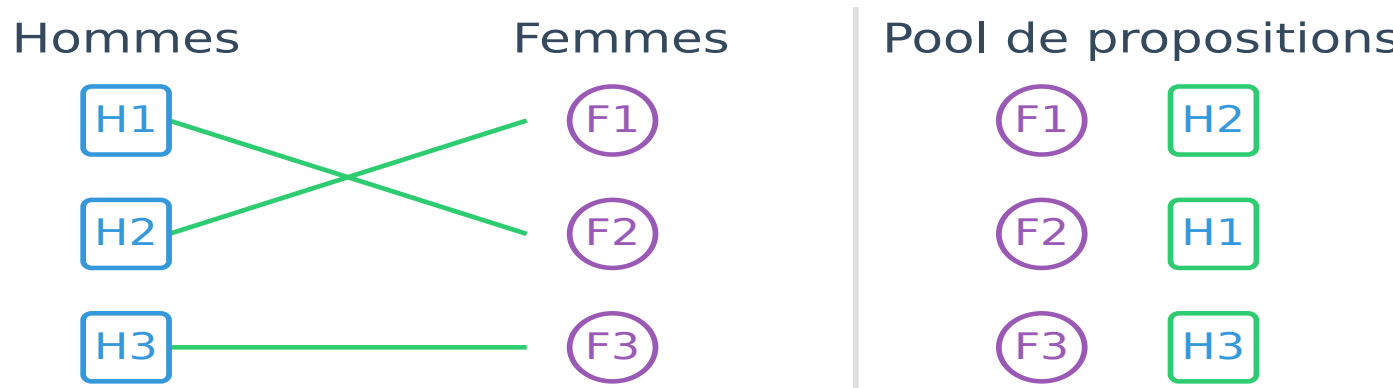 Hommes Femmes Pool de propositions
H1 F1 F1 H2
H2 F2 F2 H1
H3 F3 F3 H3